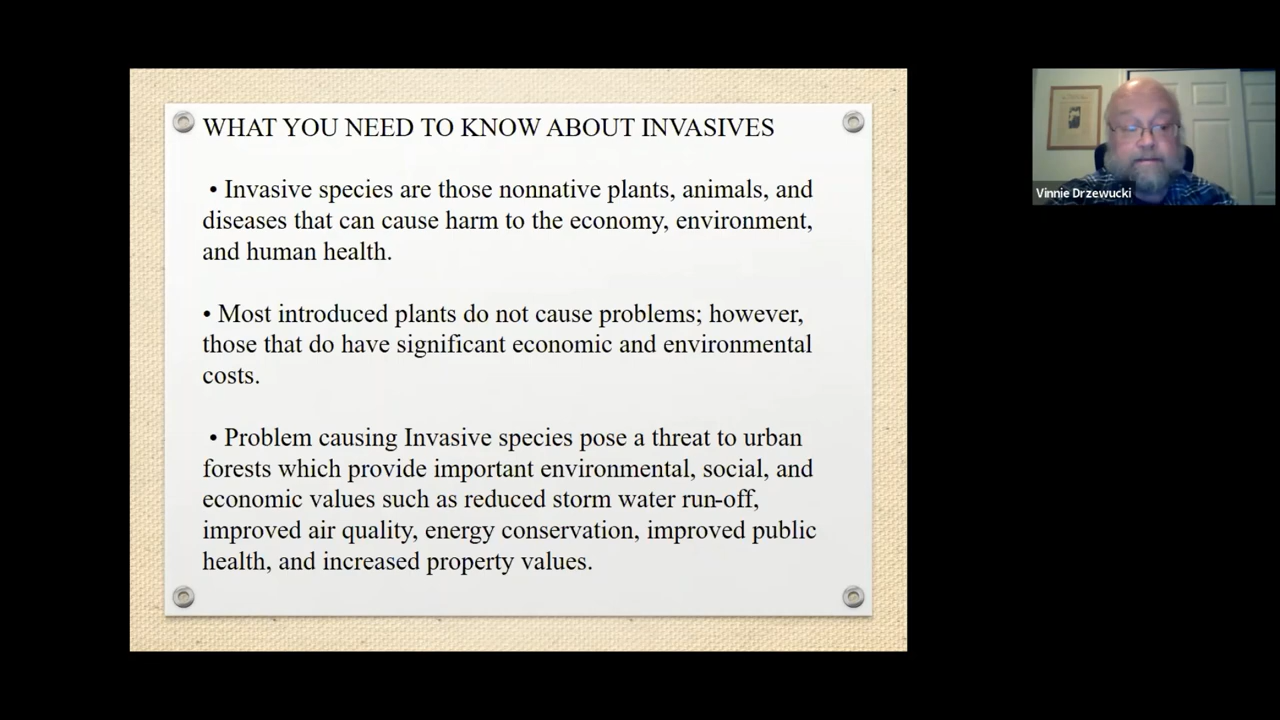 WHAT YOU NEED TO KNOW ABOUT INVASIVES
• Invasive species are those nonnative plants, animals, and
diseases that can cause harm to the economy, environment,
and human health.
• Most introduced plants do not cause problems; however,
those that do have significant economic and environmental
costs.
• Problem causing Invasive species pose a threat to urban
forests which provide important environmental, social, and
economic values such as reduced storm water run-off,
improved air quality, energy conservation, improved public
health, and increased property values.
Vinnie Drzewucki